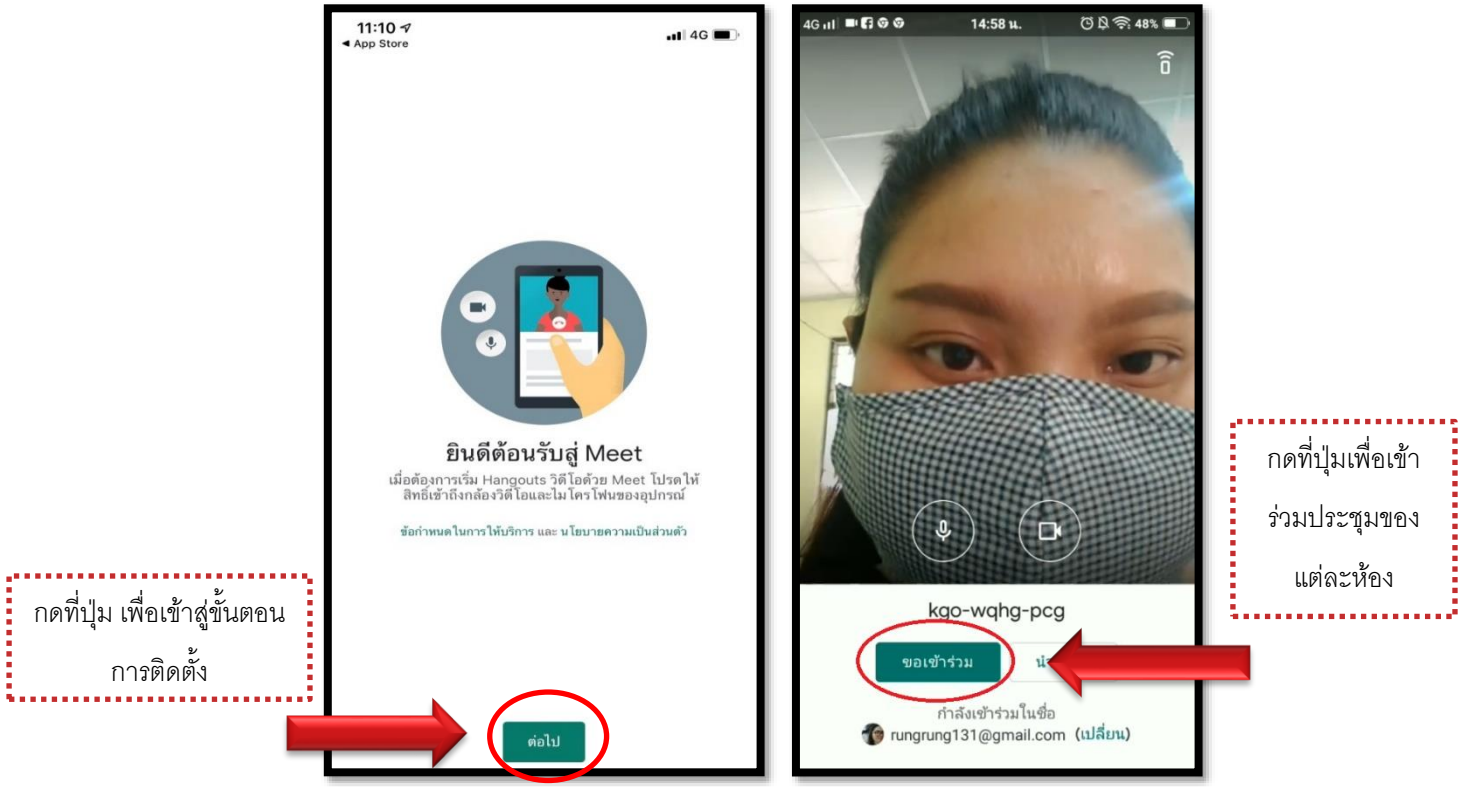 11:10
App Store
4G
ยินดีต้อนรับสู่ Meet
เมื่อต้องการเริ่ม Hangouts วิดีโอด้วย Meet โปรดให้
สิทธิ์เข้าถึงกล้องวิดีโอและไมโครโฟนของอุปกรณ์
ข้อกำหนดในการให้บริการ และ นโยบายความเป็นส่วนตัว
กดที่ปุ่ม เพื่อเข้าสู่ขั้นตอน
การติดตั้ง
ต่อไป
4G 14:58 น. 48%
kgo-wqhg-pcg
ขอเข้าร่วม
กำลังเข้าร่วมในชื่อ
rungrung131@gmail.com (เปลี่ยน)
กดที่ปุ่มเพื่อเข้า
ร่วมประชุมของ
แต่ละห้อง